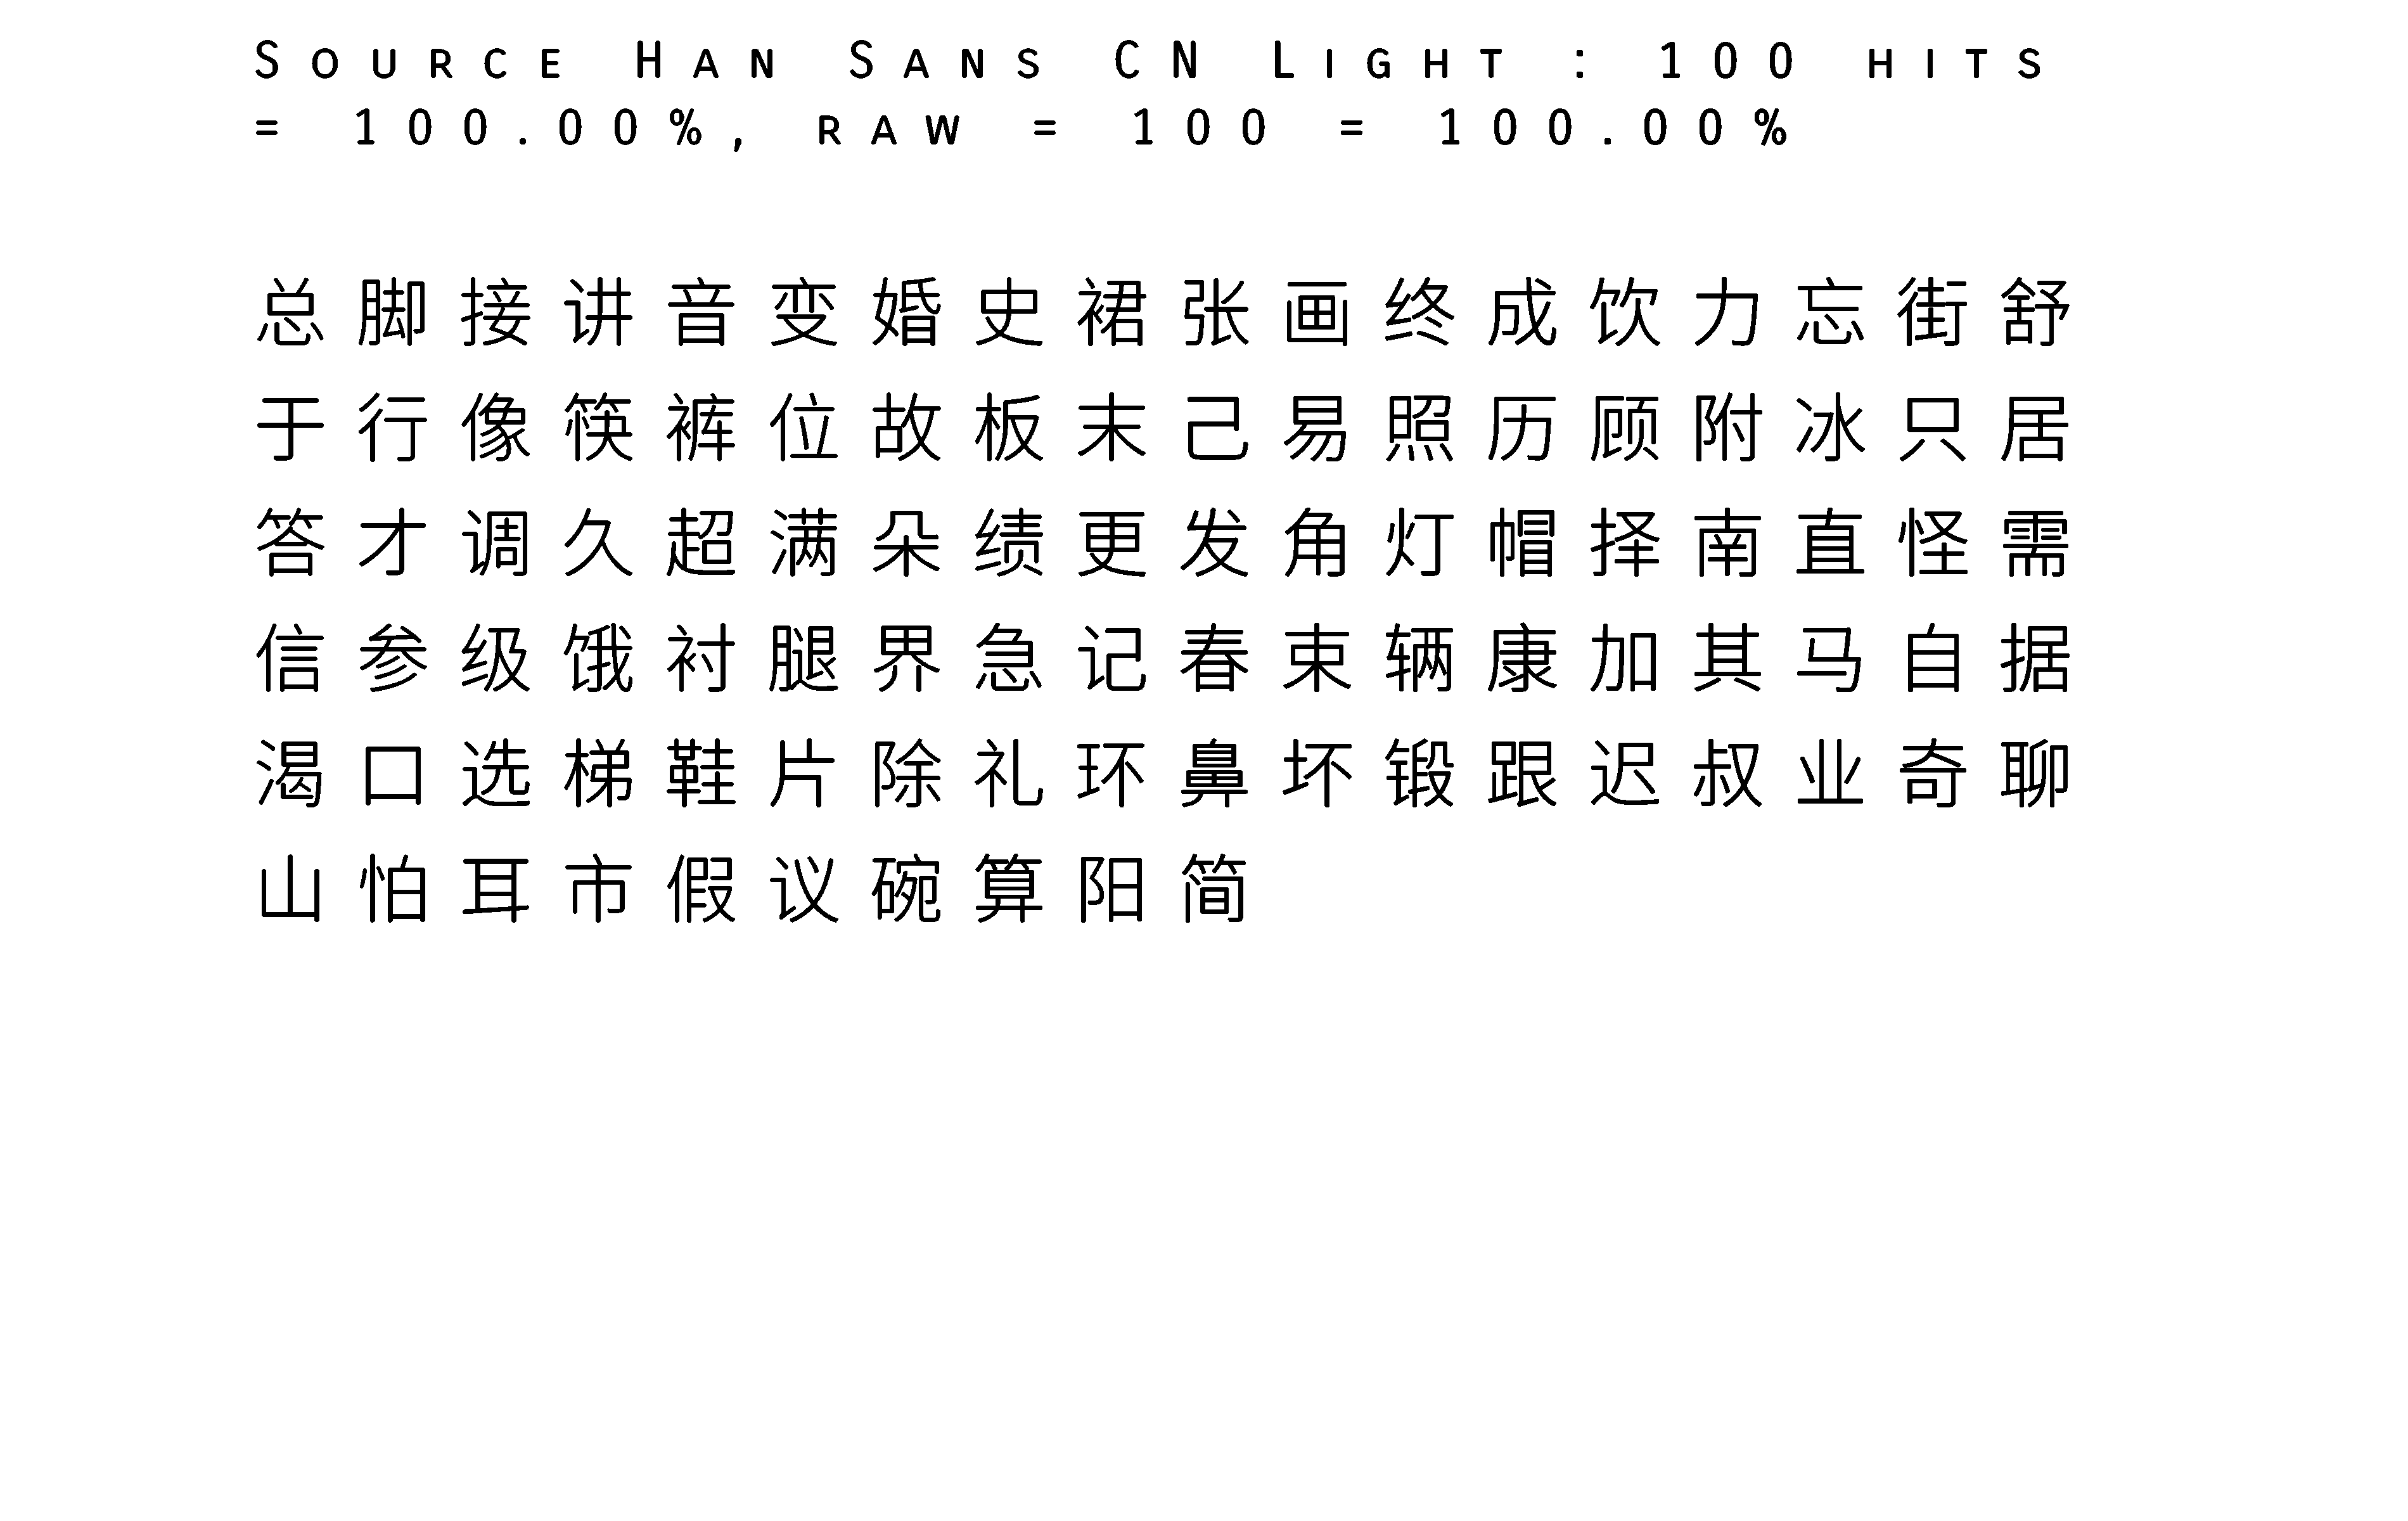 Source Han Sans CN Light : 100 hits
= 100.00%, raw = 100 = 100.00%
总脚接讲音变婚史裙张画终成饮力忘街舒
于行像筷裤位故板末己易照历顾附冰只居
答才调久超满朵绩更发角灯帽择南直怪需
信参级饿衬腿界急记春束辆康加其马自据
渴口选梯鞋片除礼环鼻坏锻跟迟叔业奇聊
山怕耳市假议碗算阳简